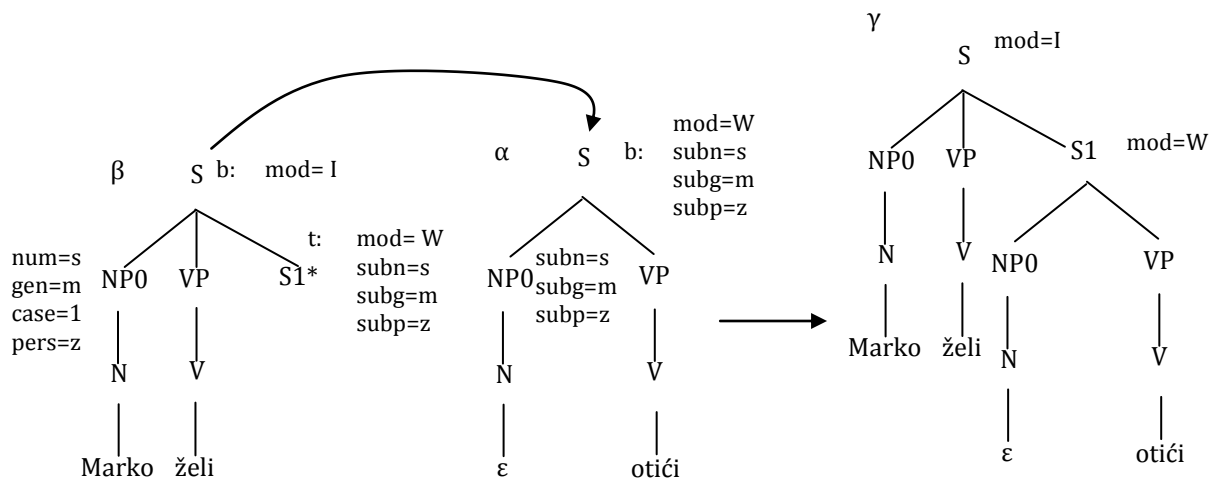 γ
S mod=I
mod=W
α S b: subn=s
subg=m
subp=z
β S b: mod= I
NP0 VP S1 mod=W
t: mod= W
subn=s
subg=m
subp=z
num=s
gen=m
case=1
pers=z
NP0 VP S1*
NP0 subn=s
subg=m
subp=z
VP
N V NP0 VP
Marko želi N V
N V N V
ε otići
Marko želi ε otići